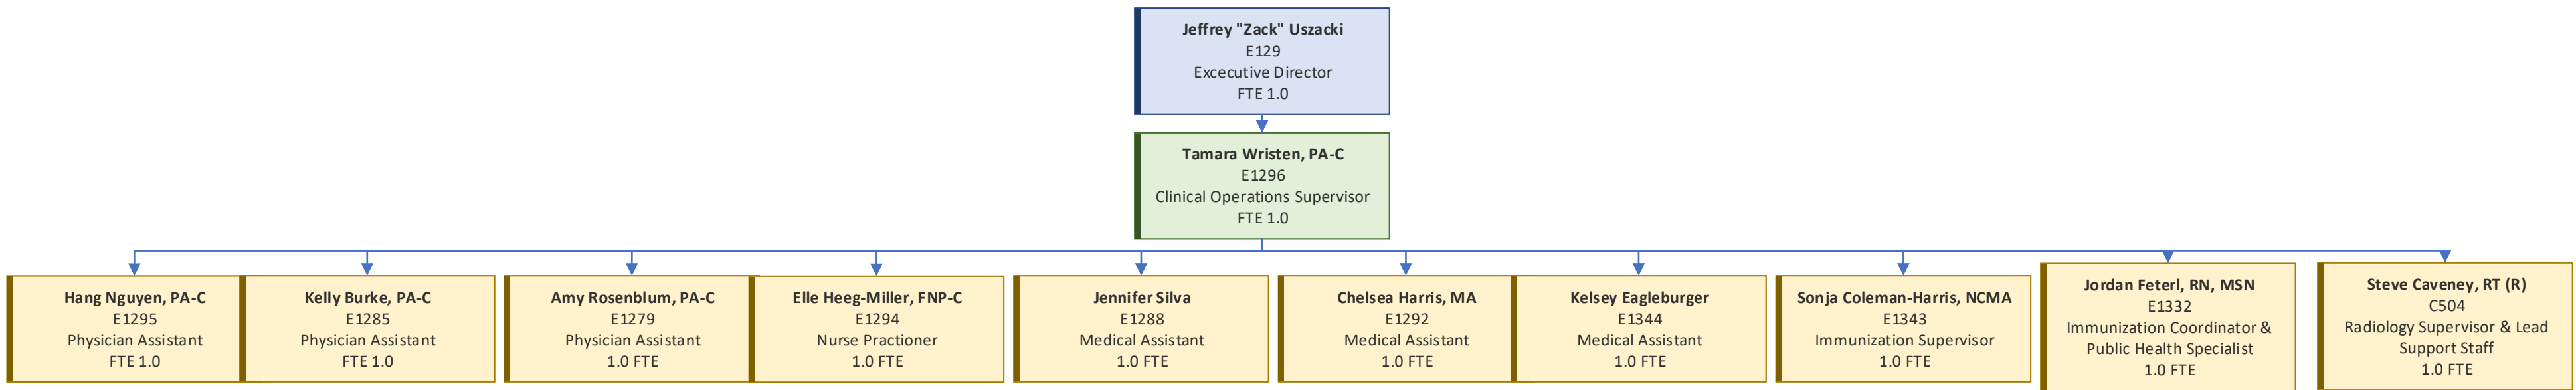 Jeffrey "Zack" Uszacki
E129
Excecutive Director
FTE 1.0
Tamara Wristen, PA-C
E1296
Clinical Operations Supervisor
FTE 1.0
Hang Nguyen, PA-C
E1295
Physician Assistant
FTE 1.0
Kelly Burke, PA-C
E1285
Physician Assistant
FTE 1.0
Amy Rosenblum, PA-C
E1279
Physician Assistant
1.0 FTE
Elle Heeg-Miller, FNP-C
E1294
Nurse Practioner
1.0 FTE
Jennifer Silva
E1288
Medical Assistant
1.0 FTE
Chelsea Harris, MA
E1292
Medical Assistant
1.0 FTE
Kelsey Eagleburger
E1344
Medical Assistant
1.0 FTE
Sonja Coleman-Harris, NCMA
E1343
Immunization Supervisor
1.0 FTE
Jordan Feterl, RN, MSN
E1332
Immunization Coordinator &
Public Health Specialist
1.0 FTE
Steve Caveney, RT (R)
C504
Radiology Supervisor & Lead
Support Staff
1.0 FTE